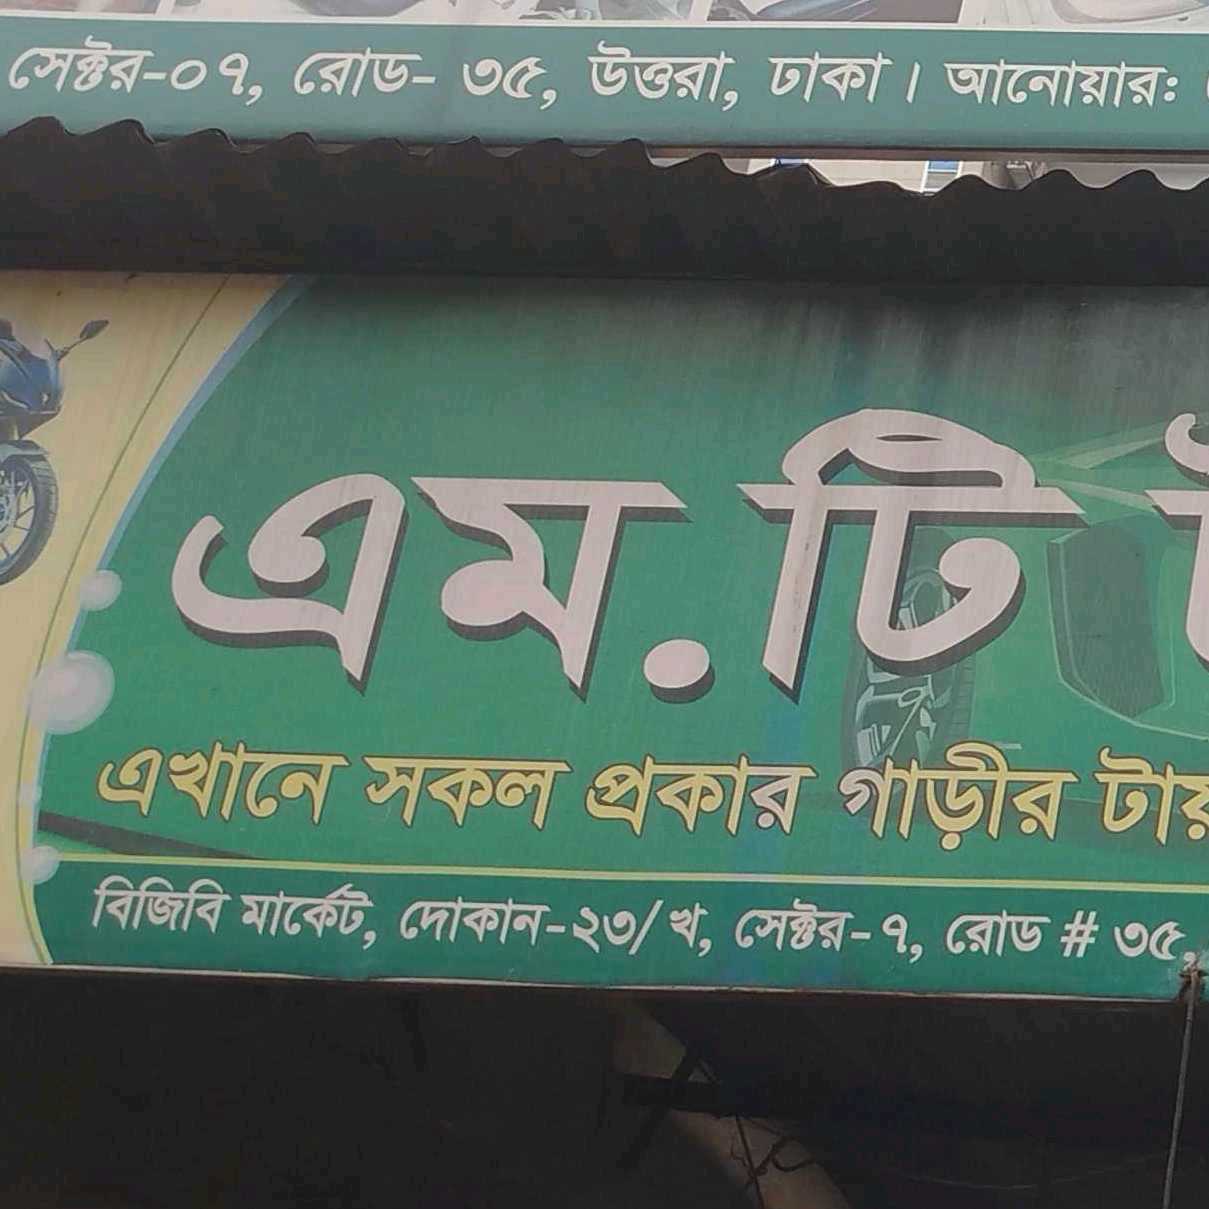 সেক্টর-০৭, রোড- ৩৫, উত্তরা, ঢাকা। আনোয়ার:
এম.টি
এখানে সকল প্রকার গাড়ীর টায়
বিজিবি মার্কেট, দোকান-২৩/খ, সেক্টর-৭, রোড # ৩৫,